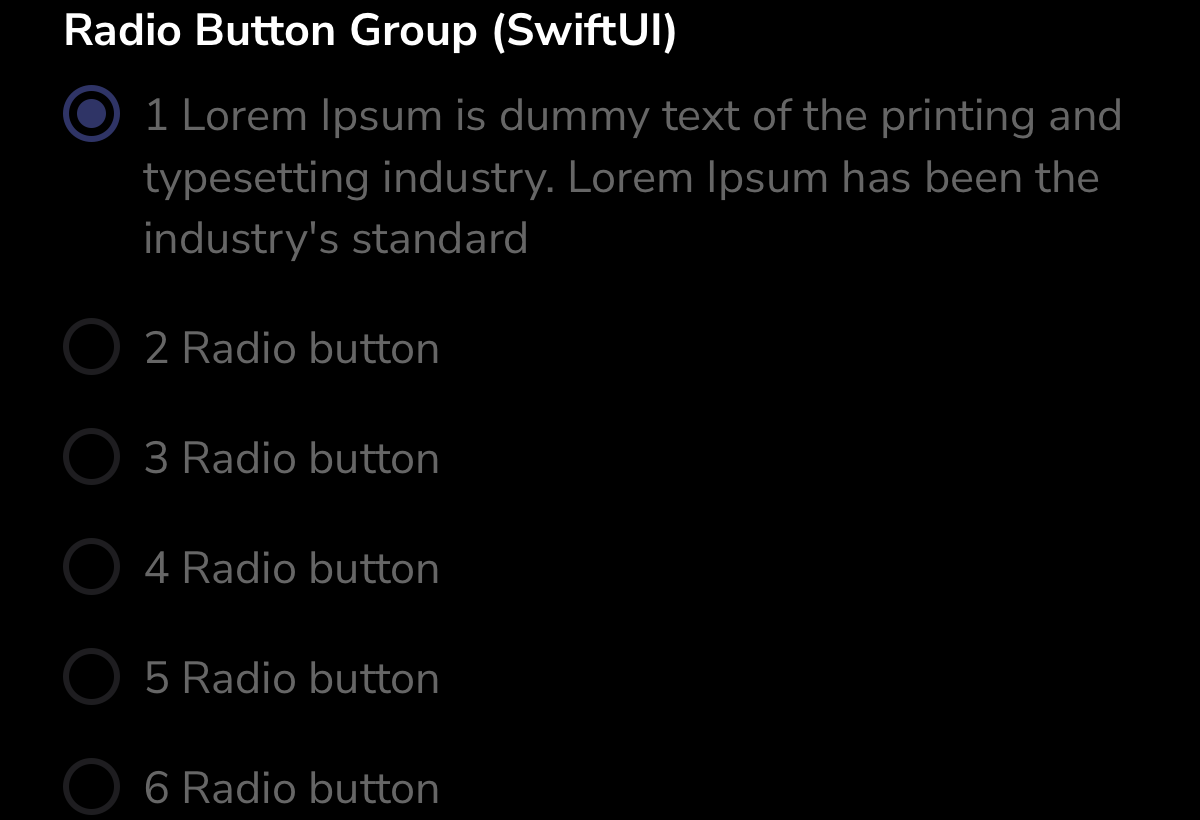 Radio Button Group (SwiftUI)
1 Lorem Ipsum is dummy text of the printing and
typesetting industry. Lorem Ipsum has been the
industry's standard
2 Radio button
3 Radio button
4 Radio button
5 Radio button
6 Radio button